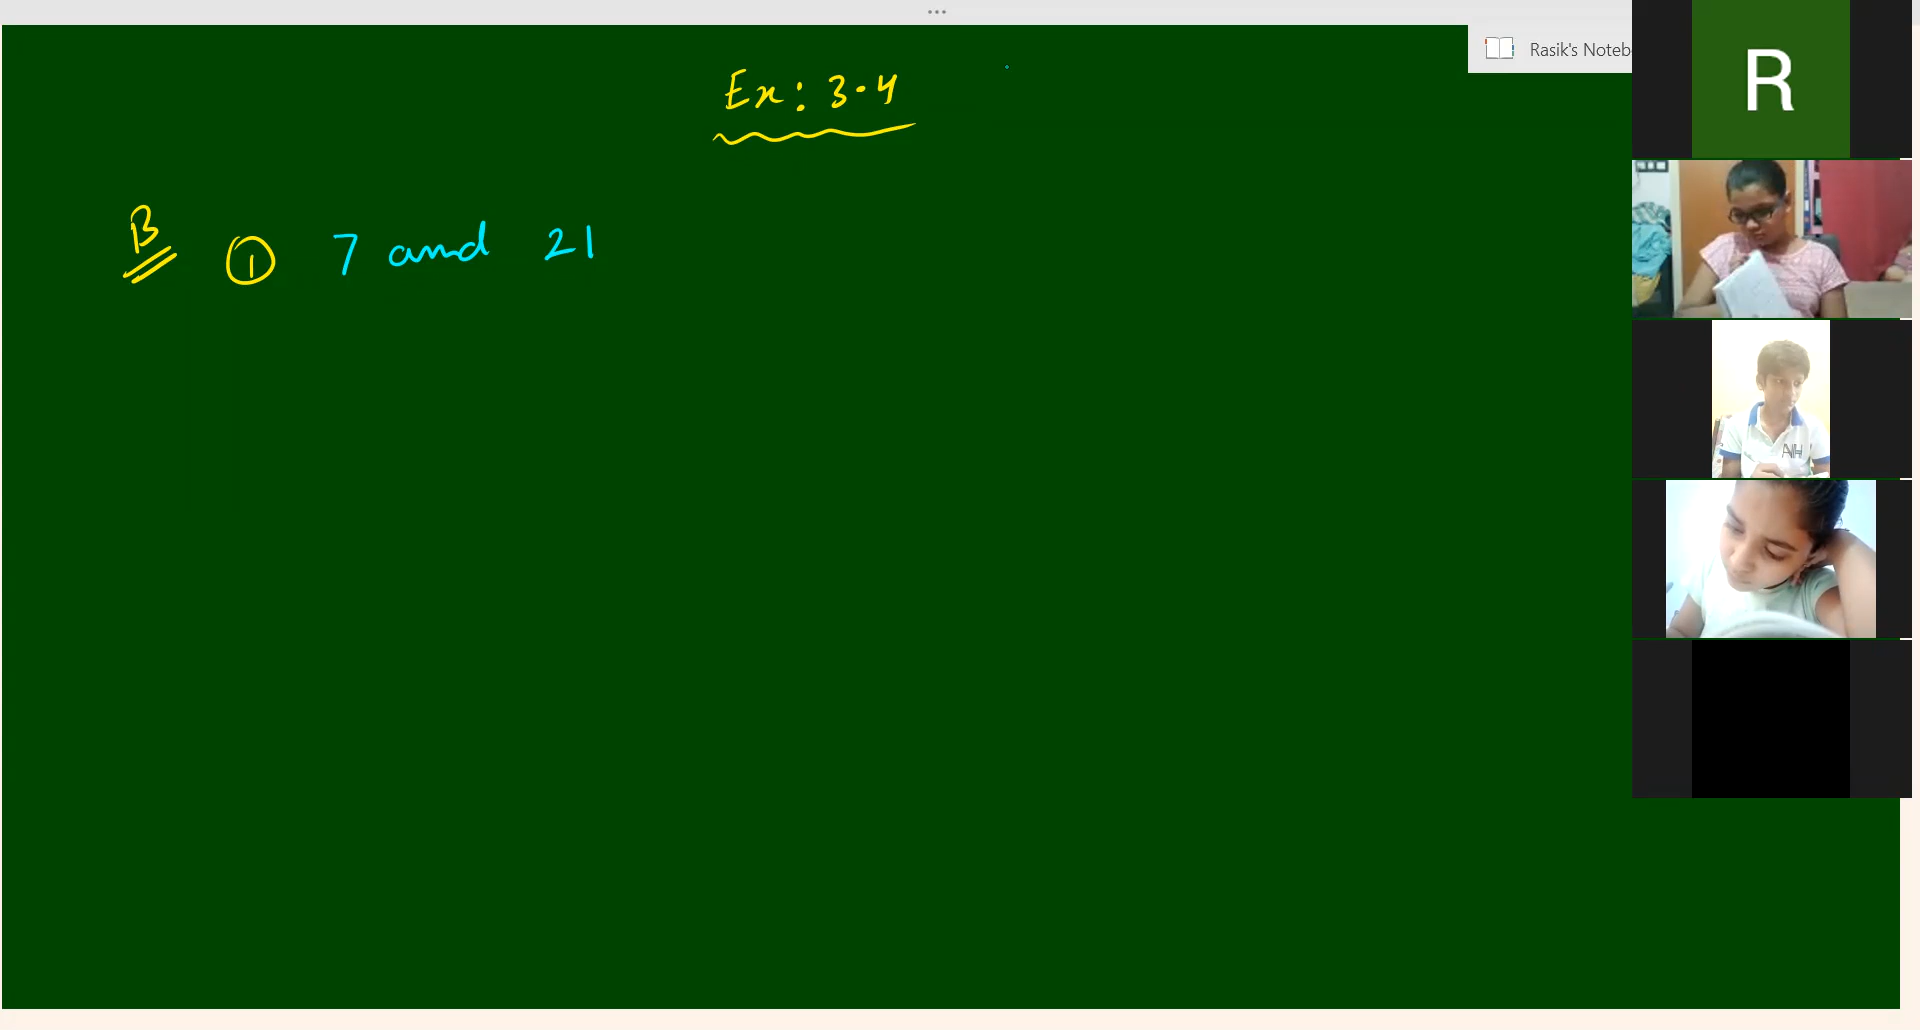 Rasik's Noteb
R
Ex: 3.4
B ① 7 and 21